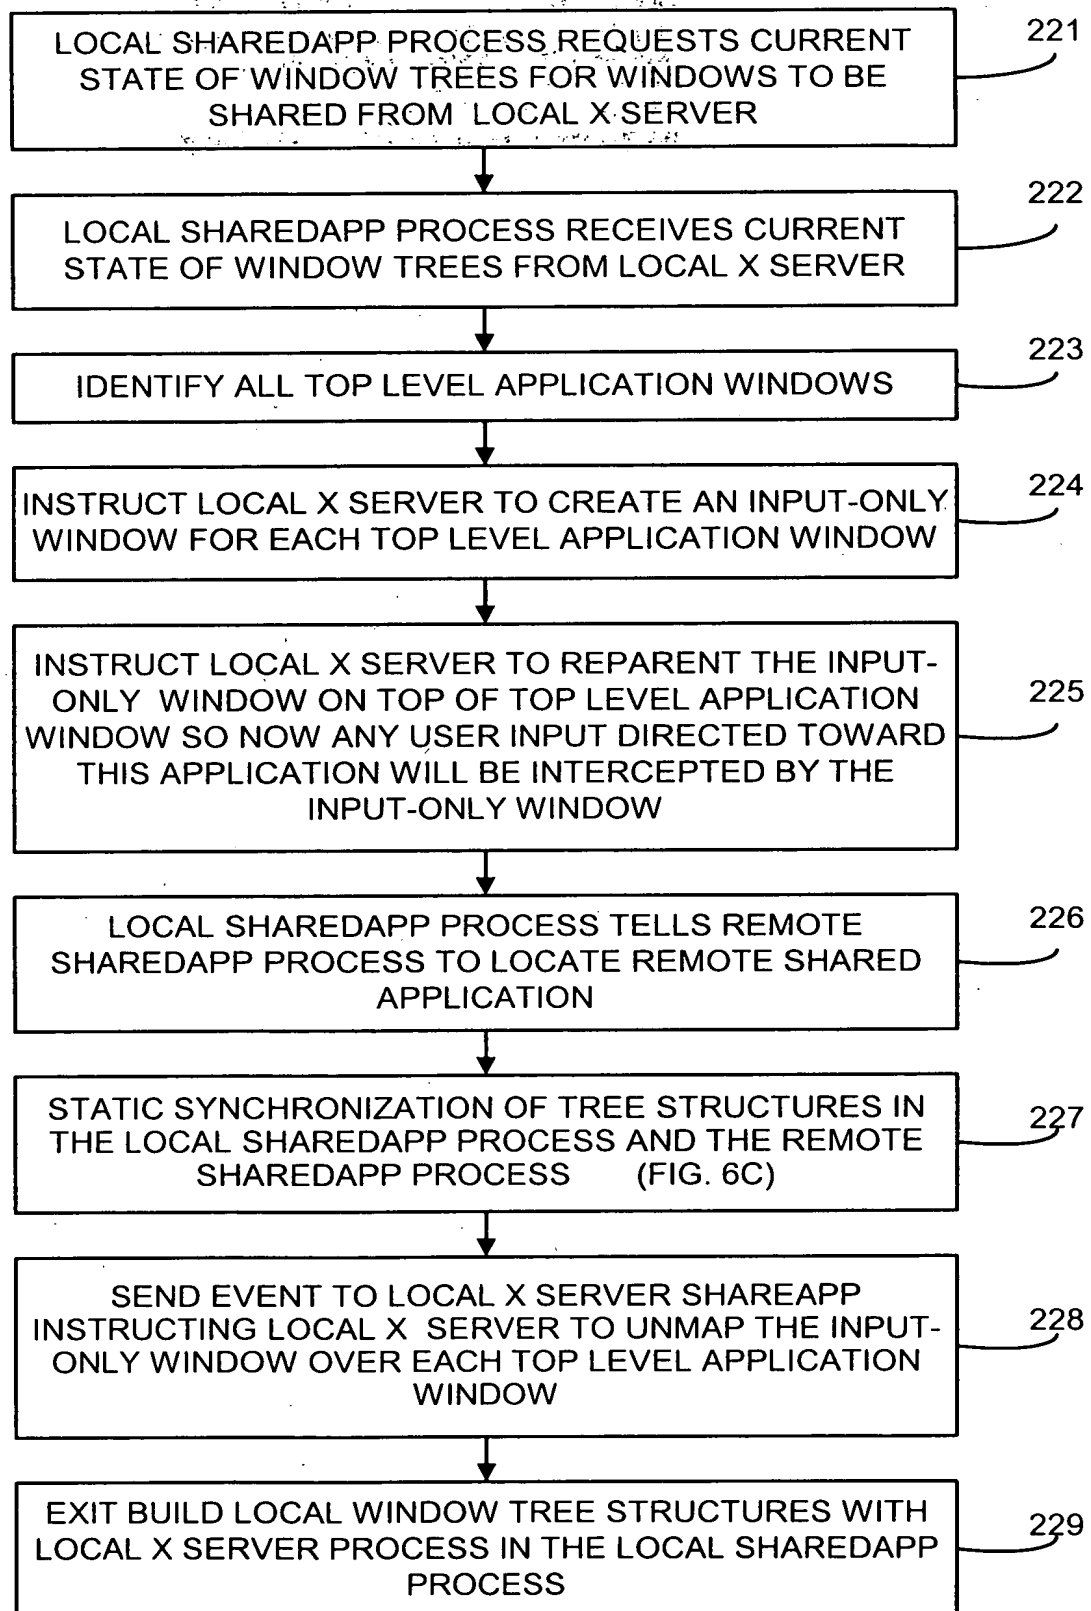 LOCAL SHAREDAPP PROCESS REQUESTS CURRENT
STATE OF WINDOW TREES FOR WINDOWS TO BE
SHARED FROM LOCAL X SERVER
221
LOCAL SHAREDAPP PROCESS RECEIVES CURRENT
STATE OF WINDOW TREES FROM LOCAL X SERVER
222
IDENTIFY ALL TOP LEVEL APPLICATION WINDOWS
223
INSTRUCT LOCAL X SERVER TO CREATE AN INPUT-ONLY
WINDOW FOR EACH TOP LEVEL APPLICATION WINDOW
224
INSTRUCT LOCAL X SERVER TO REPARENT THE INPUT-
ONLY WINDOW ON TOP OF TOP LEVEL APPLICATION
WINDOW SO NOW ANY USER INPUT DIRECTED TOWARD
THIS APPLICATION WILL BE INTERCEPTED BY THE
INPUT-ONLY WINDOW
225
LOCAL SHAREDAPP PROCESS TELLS REMOTE
SHAREDAPP PROCESS TO LOCATE REMOTE SHARED
APPLICATION
226
STATIC SYNCHRONIZATION OF TREE STRUCTURES IN
THE LOCAL SHAREDAPP PROCESS AND THE REMOTE
SHAREDAPP PROCESS (FIG. 6C)
227
SEND EVENT TO LOCAL X SERVER SHAREAPP
INSTRUCTING LOCAL X SERVER TO UNMAP THE INPUT-
ONLY WINDOW OVER EACH TOP LEVEL APPLICATION
WINDOW
228
EXIT BUILD LOCAL WINDOW TREE STRUCTURES WITH
LOCAL X SERVER PROCESS IN THE LOCAL SHAREDAPP
PROCESS
229